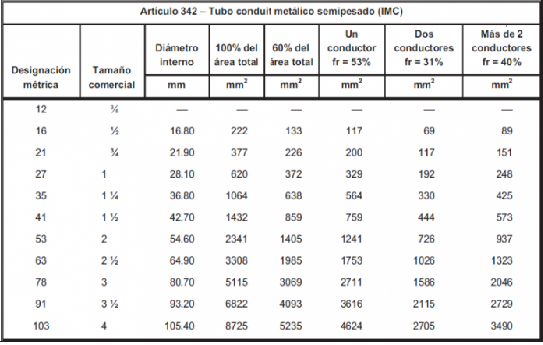 Artículo 342 – Tubo conduit metálico semipesado (IMC)
Designación métrica | Tamaño comercial | Diámetro interno | 100% del área total | 60% del área total | Un conductor fr = 53% | Dos conductores fr = 31% | Más de 2 conductores fr = 40%
mm | mm² | mm² | mm² | mm² | mm²
12 | ⅜ | — | — | — | — | — | —
16 | ½ | 16.80 | 222 | 133 | 117 | 69 | 89
21 | ¾ | 21.90 | 377 | 226 | 200 | 117 | 151
27 | 1 | 28.10 | 620 | 372 | 329 | 192 | 248
35 | 1 ¼ | 36.80 | 1064 | 638 | 564 | 330 | 425
41 | 1 ½ | 42.70 | 1432 | 859 | 759 | 444 | 573
53 | 2 | 54.60 | 2341 | 1405 | 1241 | 726 | 937
63 | 2 ½ | 64.90 | 3308 | 1985 | 1753 | 1026 | 1323
78 | 3 | 80.70 | 5115 | 3069 | 2711 | 1586 | 2046
91 | 3 ½ | 93.20 | 6822 | 4093 | 3616 | 2115 | 2729
103 | 4 | 105.40 | 8725 | 5235 | 4624 | 2705 | 3490